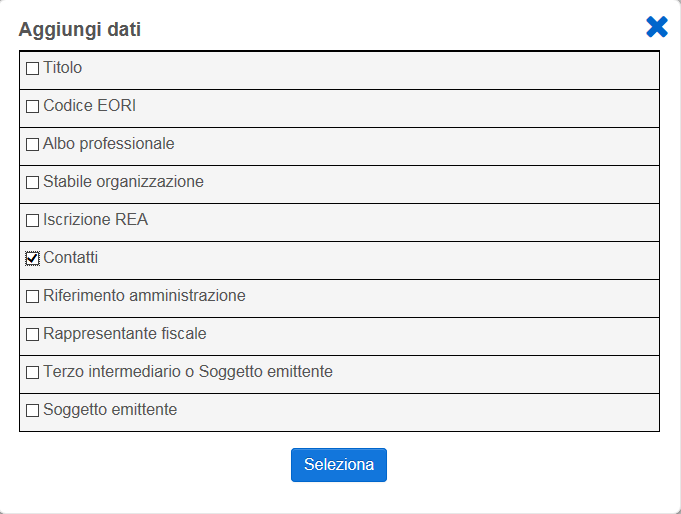 Aggiungi dati
Titolo
Codice EORI
Albo professionale
Stabile organizzazione
Iscrizione REA
Contatti
Riferimento amministrazione
Rappresentante fiscale
Terzo intermediario o Soggetto emittente
Soggetto emittente
Seleziona